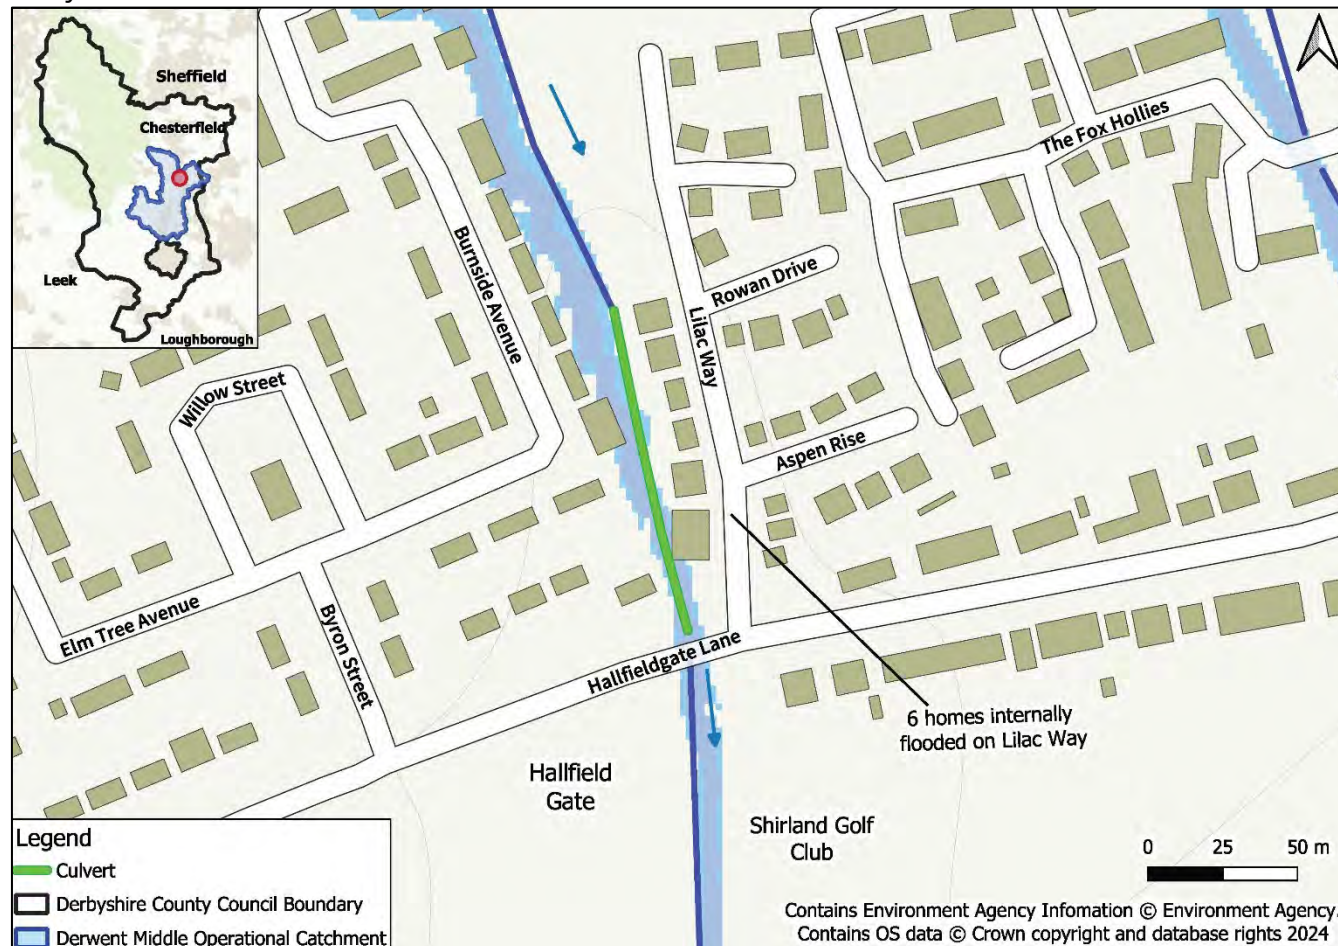 Sheffield
Chesterfield
Leek
Loughborough
The Fox Hollies
Burnside Avenue
Rowan Drive
Lilac Way
Willow Street
Aspen Rise
Elm Tree Avenue
Byron Street
Hallfieldgate Lane
6 homes internally
flooded on Lilac Way
Hallfield
Gate
Shirland Golf
Club
Legend
Culvert
Derbyshire County Council Boundary
Derwent Middle Operational Catchment
0 25 50 m
Contains Environment Agency Infomation © Environment Agency.
Contains OS data © Crown copyright and database rights 2024